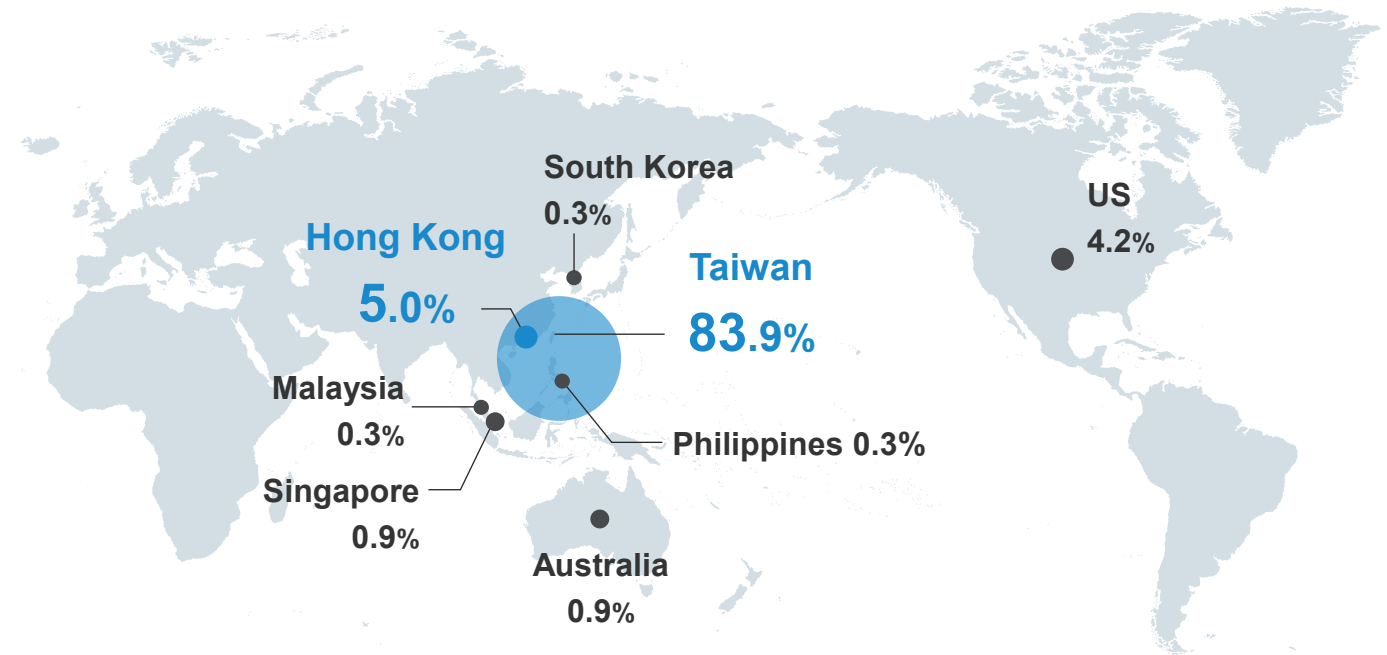 South Korea
0.3%
US
4.2%
Hong Kong
5.0%
Taiwan
83.9%
Malaysia
0.3%
Philippines 0.3%
Singapore
0.9%
Australia
0.9%